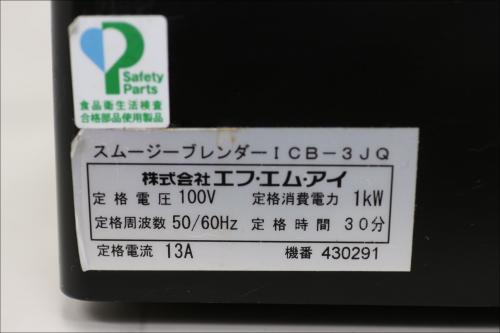 Safety
Parts
食品衛生活検査
合格部品使用製品
スムージーブレンダーICB-3JQ
株式会社エフ・エム・アイ
定格電圧 100V 定格消費電力 1kW
定格周波数 50/60Hz 定格時間 30分
定格電流 13A 機番 430291